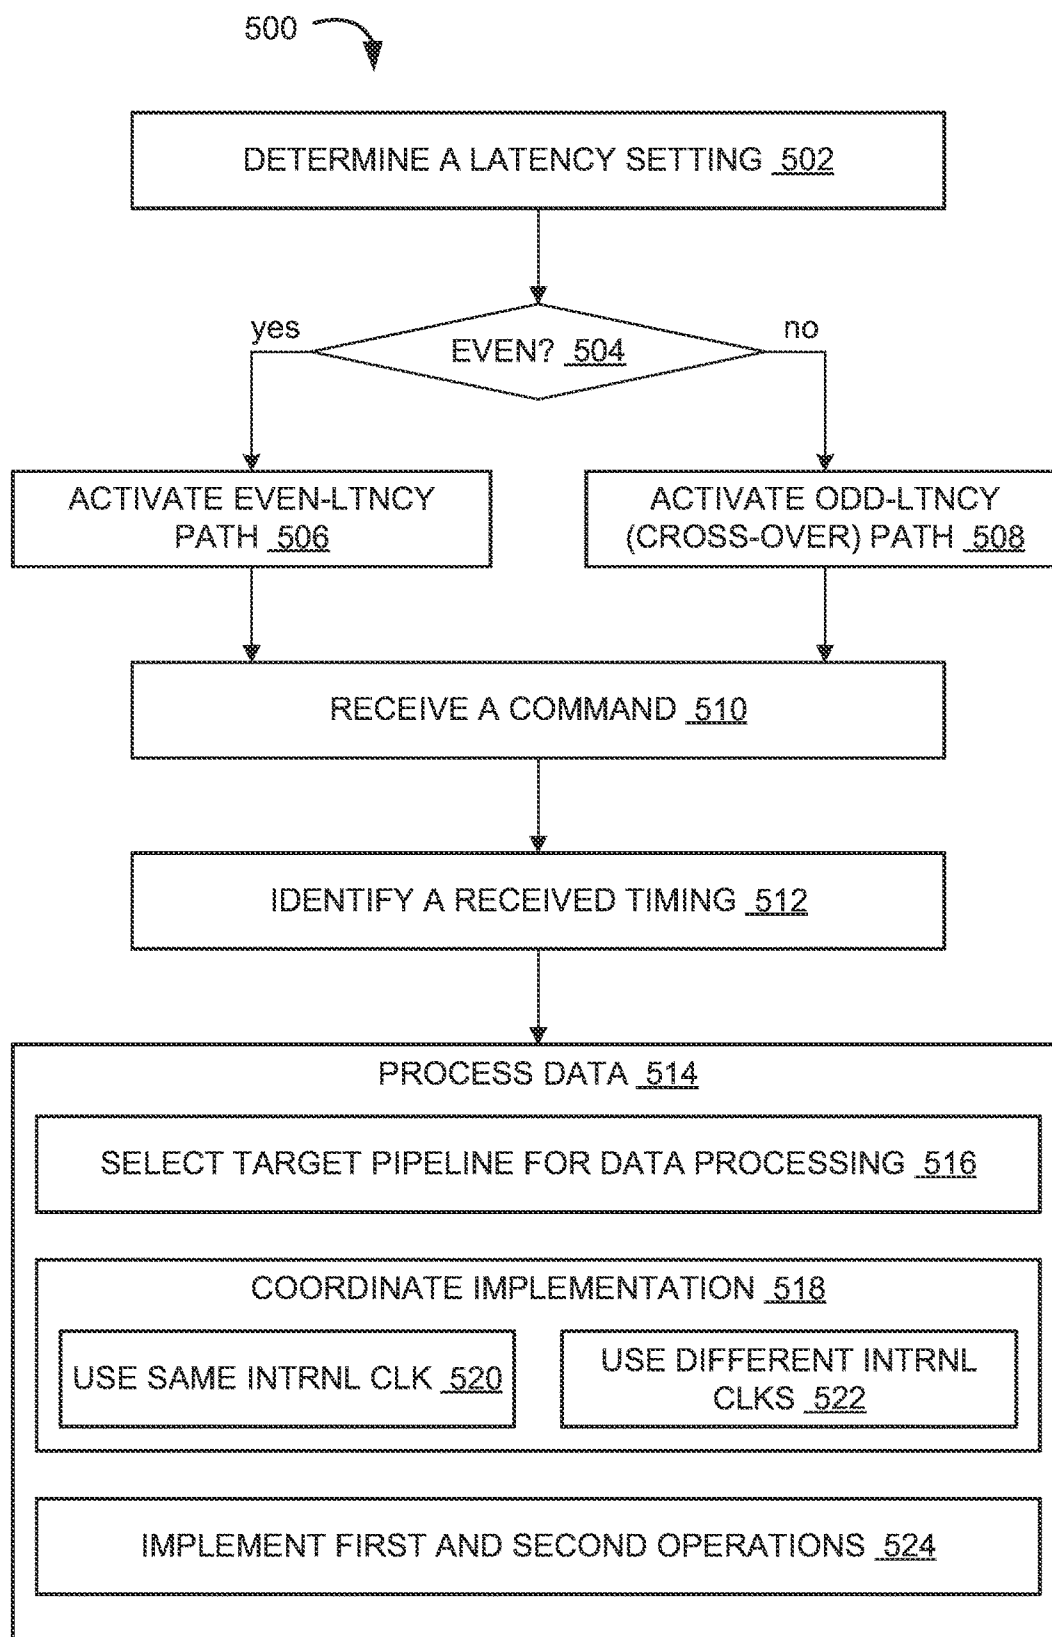 500
DETERMINE A LATENCY SETTING 502
yes
EVEN? 504
no
ACTIVATE EVEN-LTNCY
PATH 506
ACTIVATE ODD-LTNCY
(CROSS-OVER) PATH 508
RECEIVE A COMMAND 510
IDENTIFY A RECEIVED TIMING 512
PROCESS DATA 514
SELECT TARGET PIPELINE FOR DATA PROCESSING 516
COORDINATE IMPLEMENTATION 518
USE SAME INTRNL CLK 520
USE DIFFERENT INTRNL
CLKS 522
IMPLEMENT FIRST AND SECOND OPERATIONS 524